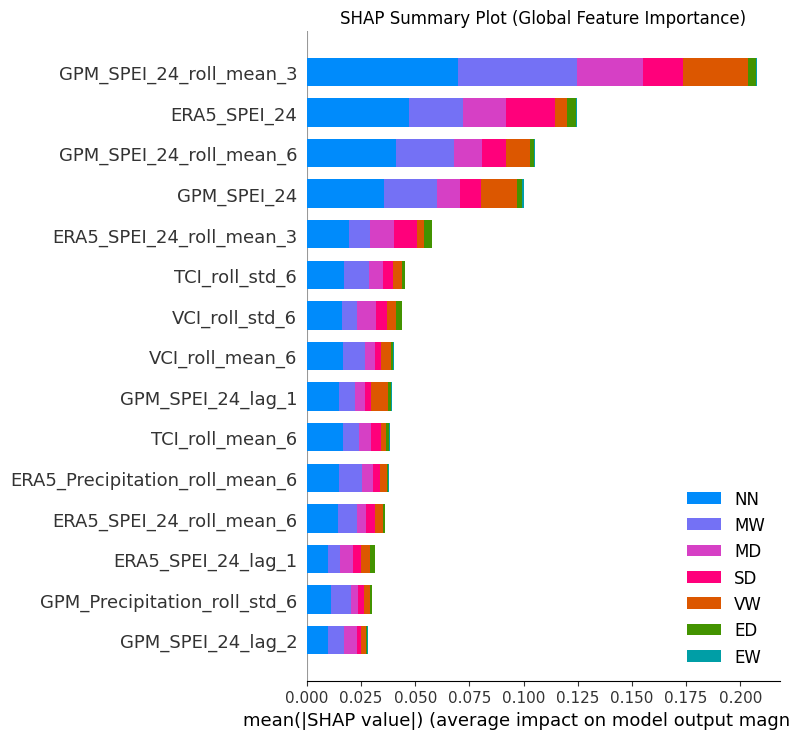 SHAP Summary Plot (Global Feature Importance)
GPM_SPEI_24_roll_mean_3
ERA5_SPEI_24
GPM_SPEI_24_roll_mean_6
GPM_SPEI_24
ERA5_SPEI_24_roll_mean_3
TCI_roll_std_6
VCI_roll_std_6
VCI_roll_mean_6
GPM_SPEI_24_lag_1
TCI_roll_mean_6
ERA5_Precipitation_roll_mean_6
ERA5_SPEI_24_roll_mean_6
ERA5_SPEI_24_lag_1
GPM_Precipitation_roll_std_6
GPM_SPEI_24_lag_2
NN
MW
MD
SD
VW
ED
EW
0.000 0.025 0.050 0.075 0.100 0.125 0.150 0.175 0.200
mean(|SHAP value|) (average impact on model output magn